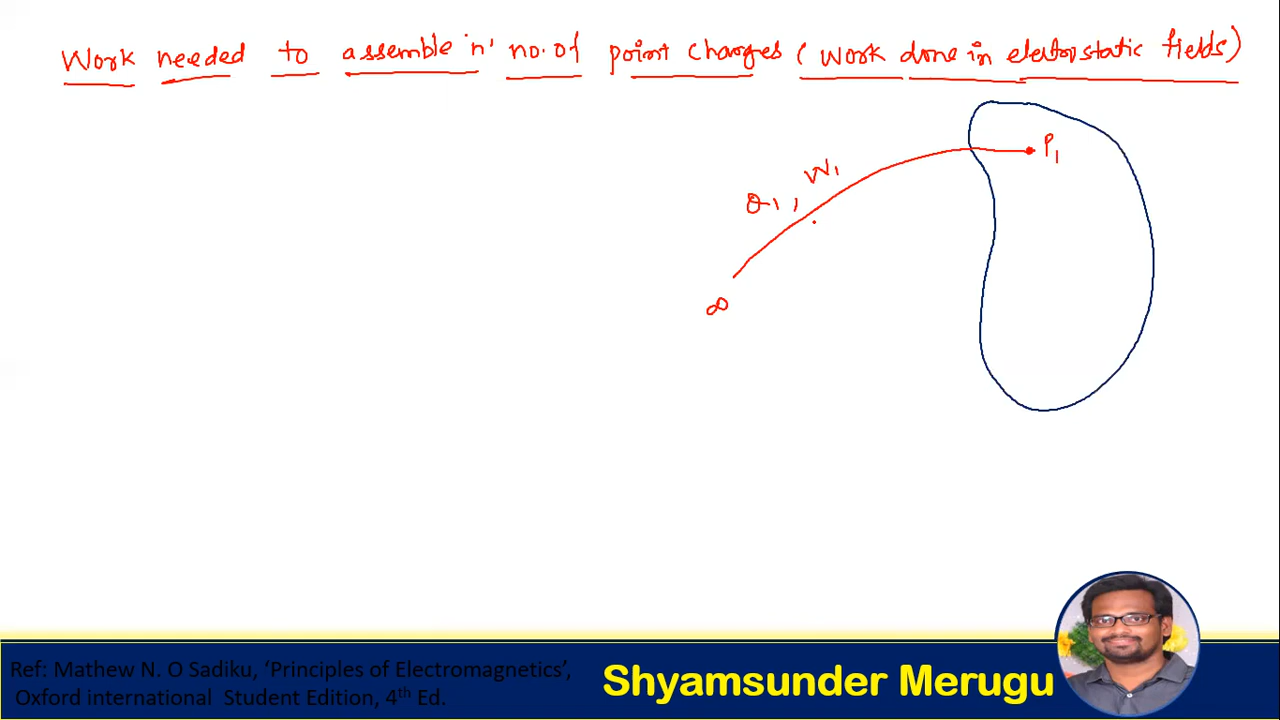 Work needed to assemble 'n' no. of point charges (Work done in electrostatic fields)
P1
W1
Q1,
∞
Ref: Mathew N. O Sadiku, ‘Principles of Electromagnetics’,
Oxford international Student Edition, 4th Ed.
Shyamsunder Merugu